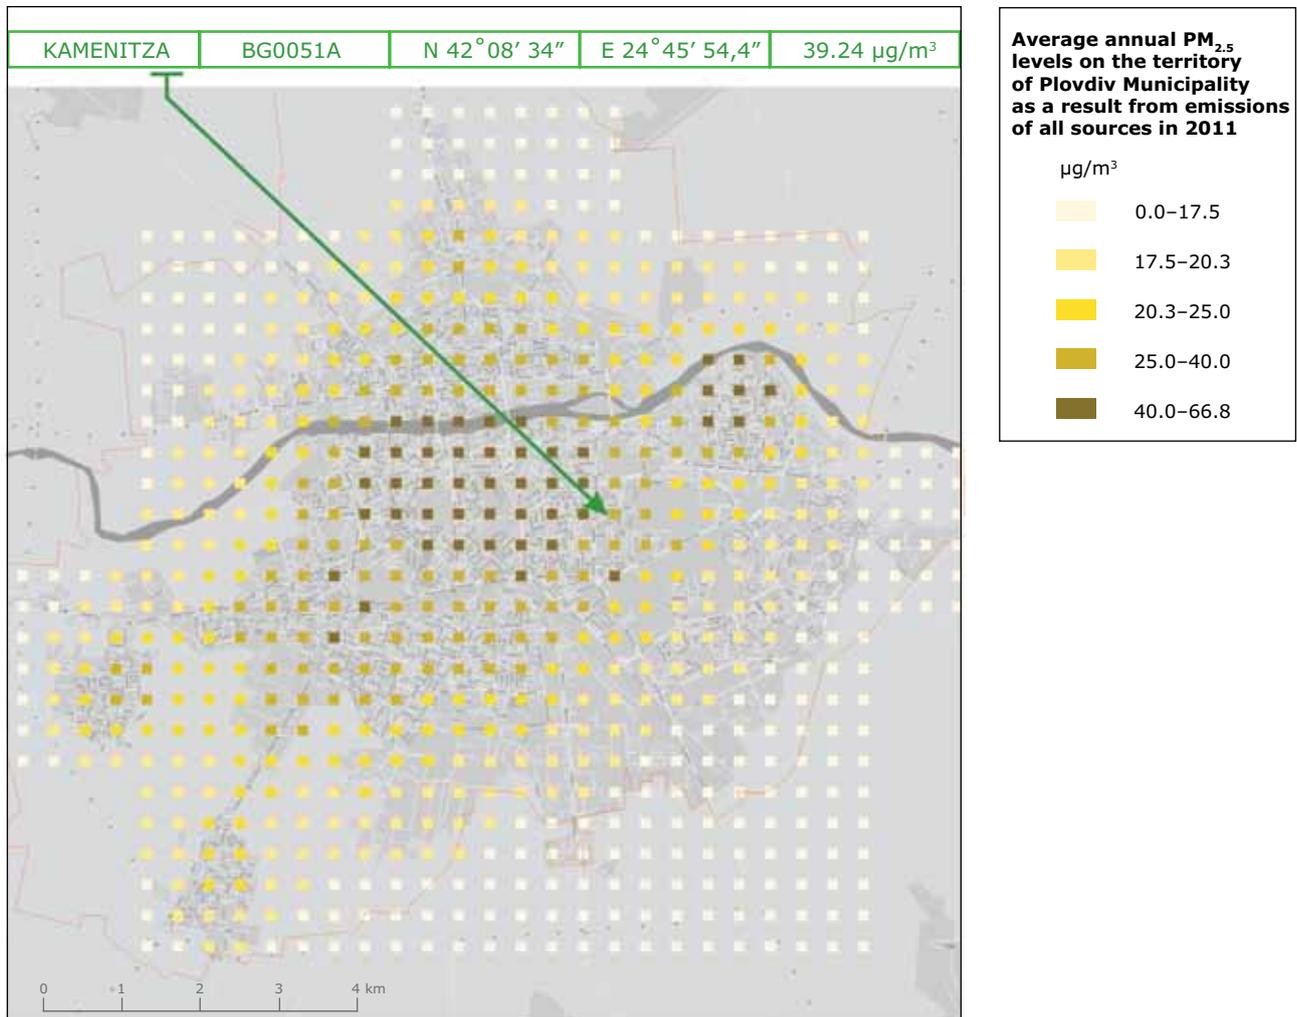 KAMENITZA BG0051A N 42°08′ 34″ E 24°45′ 54,4″ 39.24 µg/m³
Average annual PM₂.₅
levels on the territory
of Plovdiv Municipality
as a result from emissions
of all sources in 2011
µg/m³
0.0–17.5
17.5–20.3
20.3–25.0
25.0–40.0
40.0–66.8
0 1 2 3 4 km